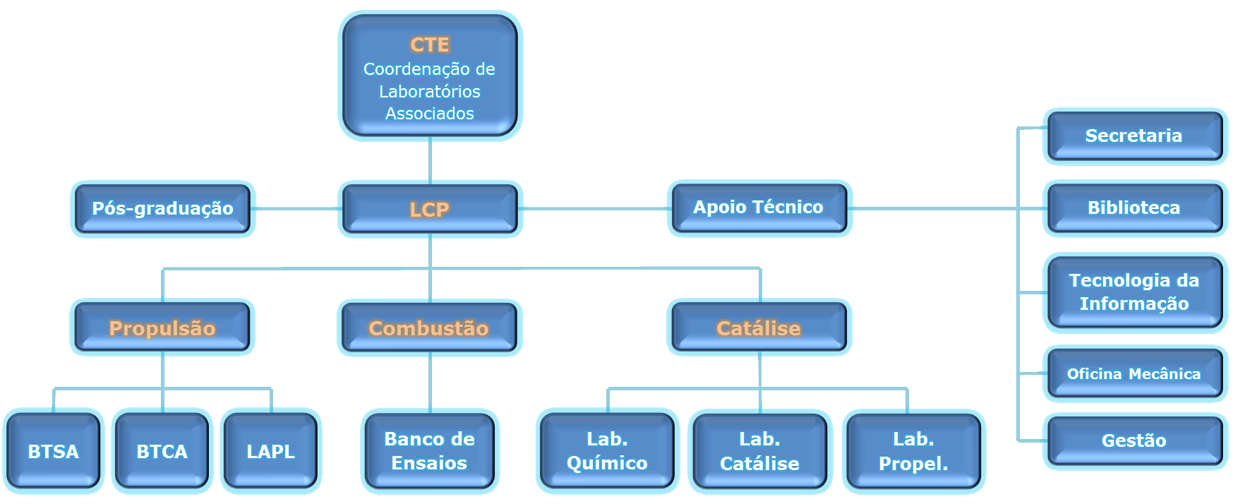 CTE
Coordenação de
Laboratórios
Associados
Secretaria
Pós-graduação
LCP
Apoio Técnico
Biblioteca
Tecnologia da
Informação
Propulsão
Combustão
Catálise
Oficina Mecânica
BTSA
BTCA
LAPL
Banco de
Ensaios
Lab.
Químico
Lab.
Catálise
Lab.
Propel.
Gestão